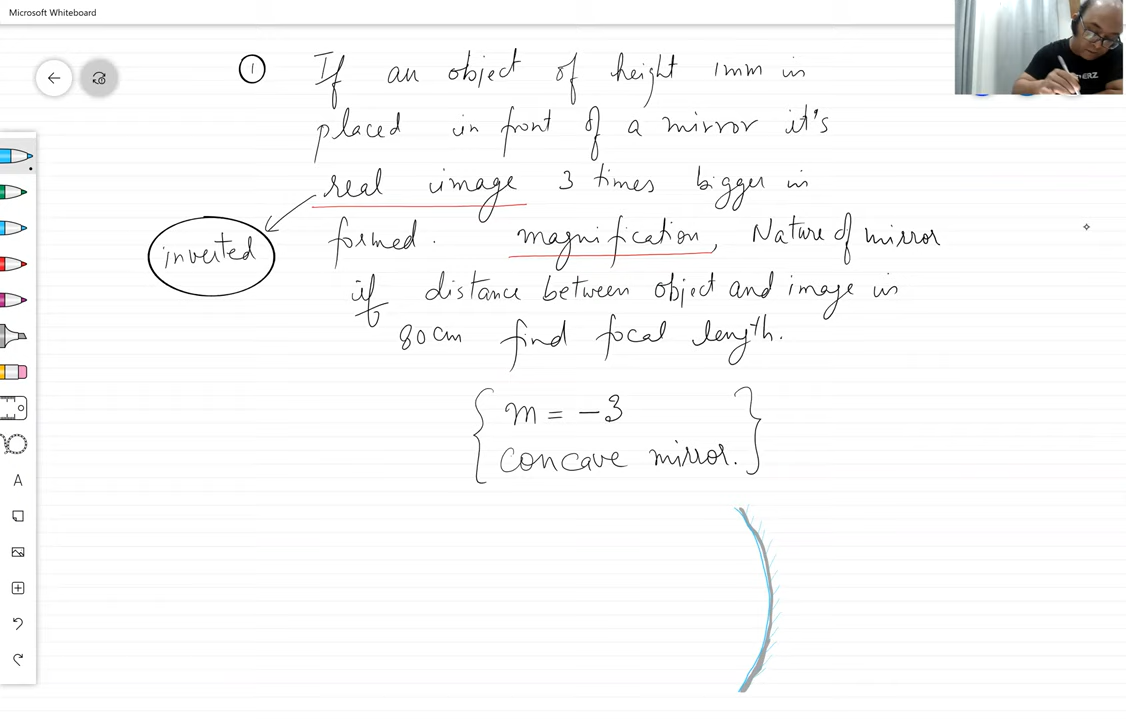 Microsoft Whiteboard
① If an object of height 1mm is
placed in front of a mirror it's
real image 3 times bigger is
formed. magnification, Nature of mirror
inverted
if distance between object and image is
80cm find focal length.
m = -3
concave mirror.
A